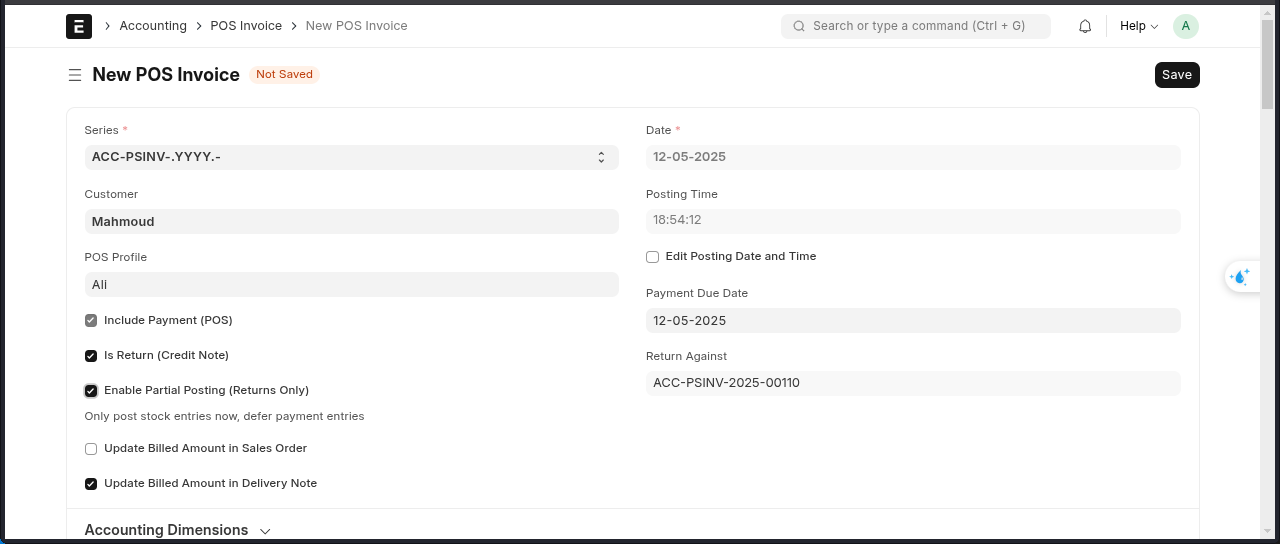 E > Accounting > POS Invoice > New POS Invoice
Search or type a command (Ctrl + G)
Help
A
New POS Invoice
Not Saved
Save
Series *
ACC-PSINV-.YYYY.-
Customer
Mahmoud
POS Profile
Ali
Include Payment (POS)
Is Return (Credit Note)
Enable Partial Posting (Returns Only)
Only post stock entries now, defer payment entries
Update Billed Amount in Sales Order
Update Billed Amount in Delivery Note
Date *
12-05-2025
Posting Time
18:54:12
Edit Posting Date and Time
Payment Due Date
12-05-2025
Return Against
ACC-PSINV-2025-00110
Accounting Dimensions